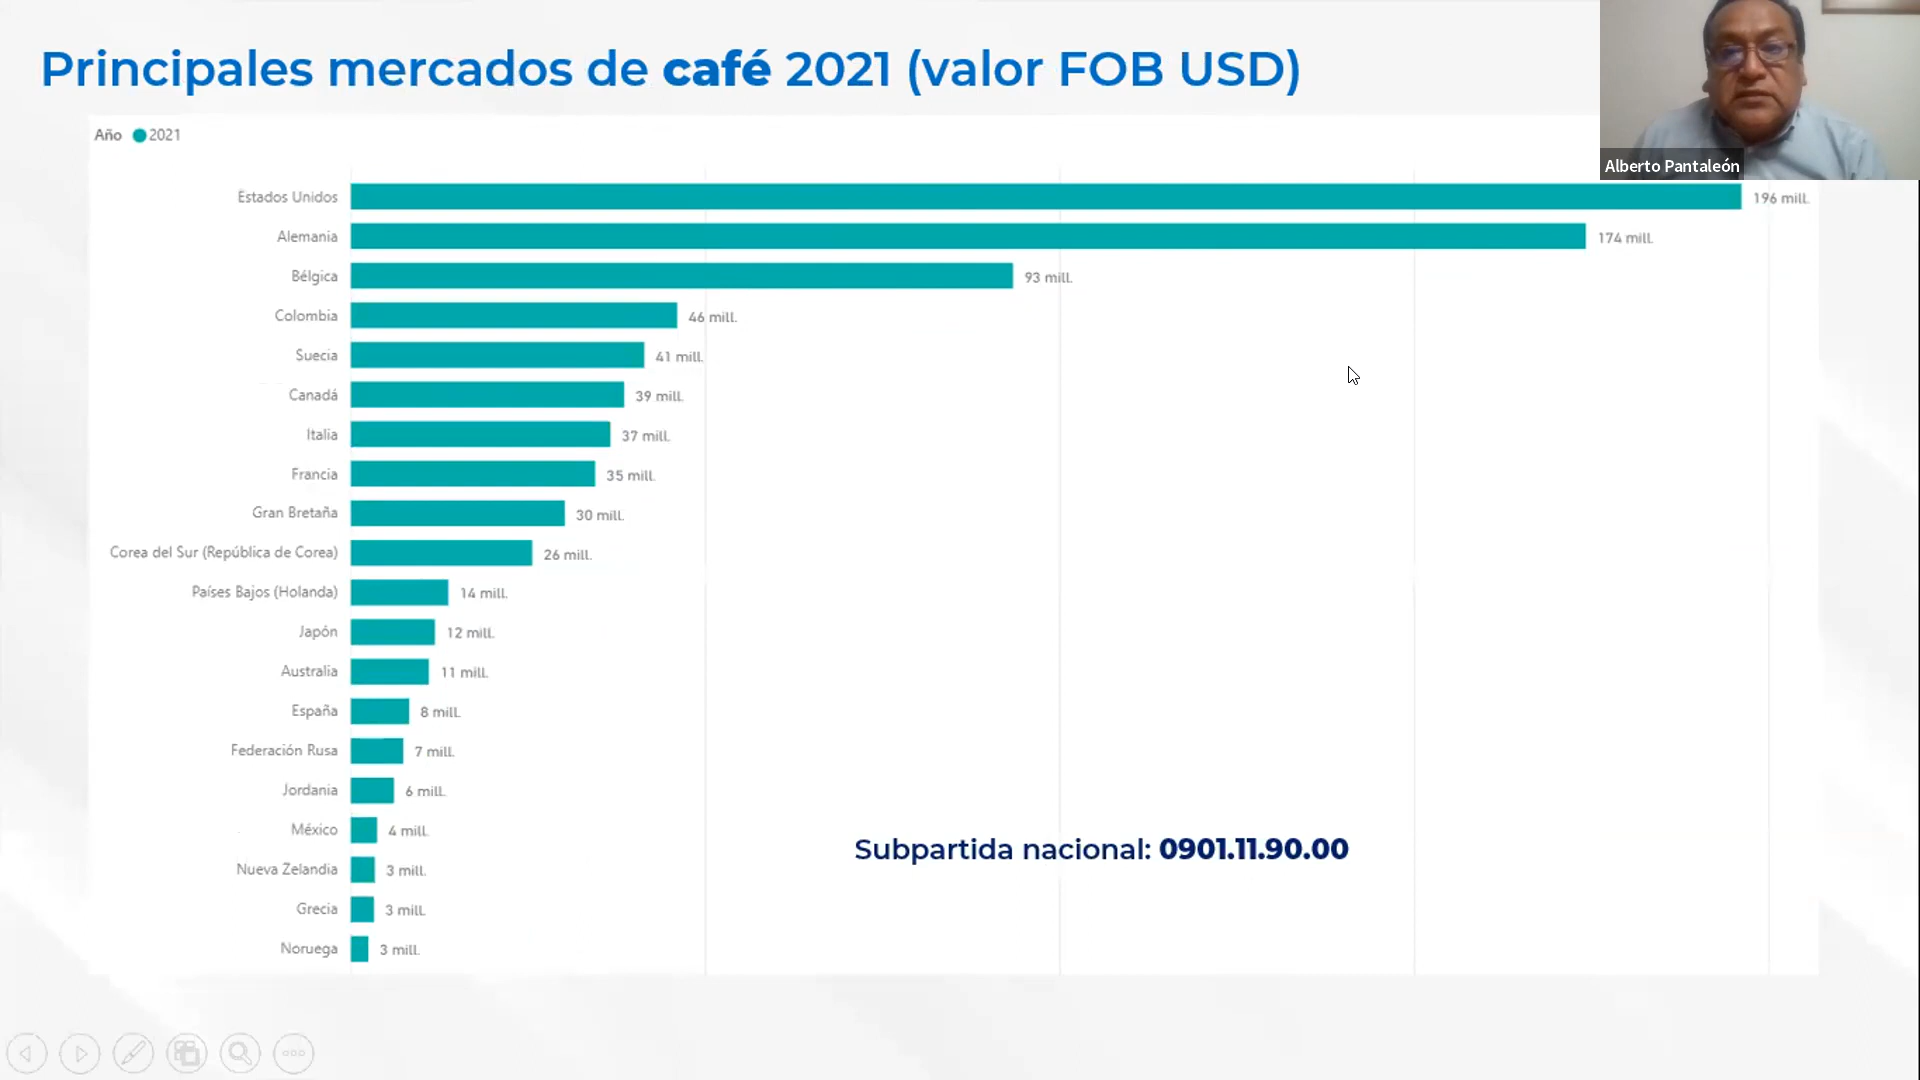 Principales mercados de café 2021 (valor FOB USD)
Alberto Pantaleón
Año 2021
Estados Unidos 196 mill.
Alemania 174 mill.
Bélgica 93 mill.
Colombia 46 mill.
Suecia 41 mill.
Canadá 39 mill.
Italia 37 mill.
Francia 35 mill.
Gran Bretaña 30 mill.
Corea del Sur (República de Corea) 26 mill.
Países Bajos (Holanda) 14 mill.
Japón 12 mill.
Australia 11 mill.
España 8 mill.
Federación Rusa 7 mill.
Jordania 6 mill.
México 4 mill.
Subpartida nacional: 0901.11.90.00
Nueva Zelandia 3 mill.
Grecia 3 mill.
Noruega 3 mill.